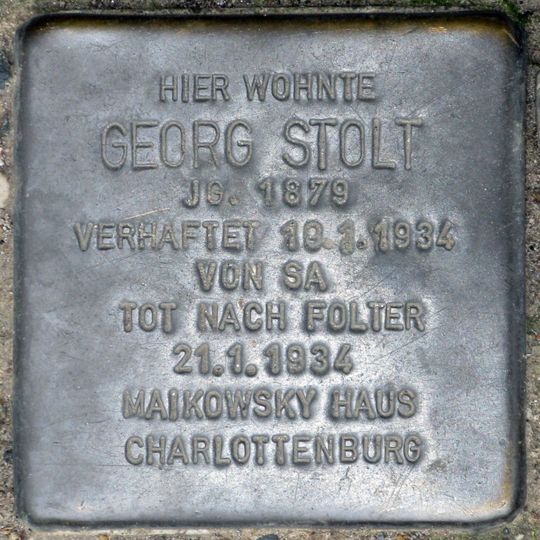 HIER WOHNTE
GEORG STOLT
JG. 1879
VERHAFTET 19.1.1934
VON SA
TOT NACH FOLTER
21.1.1934
MAIKOWSKY HAUS
CHARLOTTENBURG